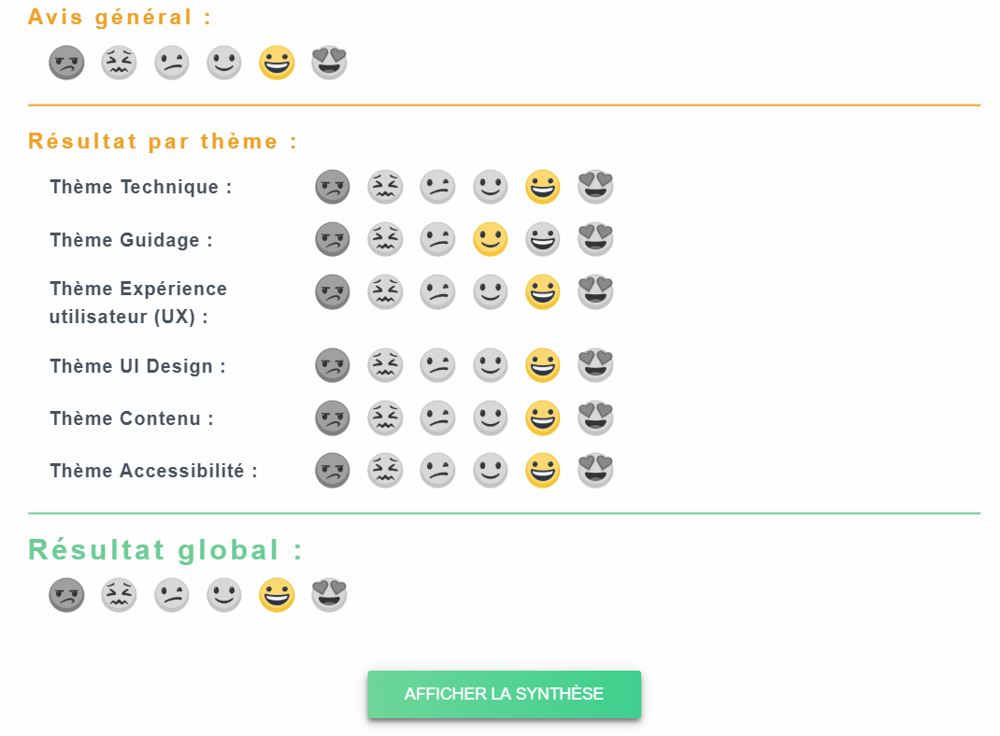 Avis général :
Résultat par thème :
Thème Technique :
Thème Guidage :
Thème Expérience
utilisateur (UX) :
Thème UI Design :
Thème Contenu :
Thème Accessibilité :
Résultat global :
AFFICHER LA SYNTHÈSE